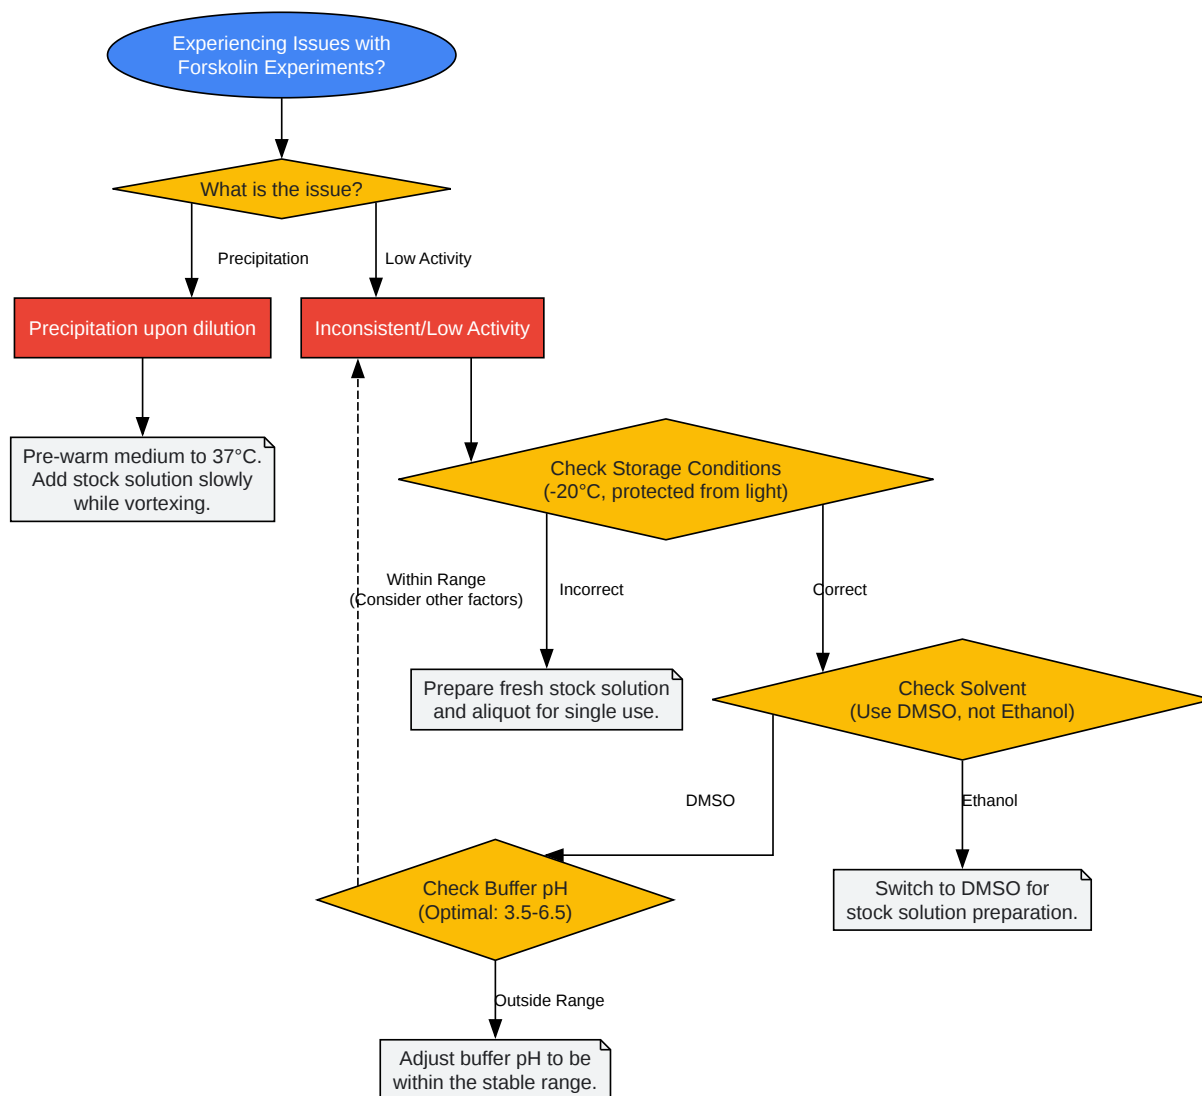 Experiencing Issues with
Forskolin Experiments?
What is the issue?
Precipitation
Low Activity
Precipitation upon dilution
Inconsistent/Low Activity
Pre-warm medium to 37°C.
Add stock solution slowly
while vortexing.
Check Storage Conditions
(-20°C, protected from light)
Within Range
(Consider other factors)
Incorrect
Correct
Prepare fresh stock solution
and aliquot for single use.
Check Solvent
(Use DMSO, not Ethanol)
DMSO
Ethanol
Check Buffer pH
(Optimal: 3.5-6.5)
Switch to DMSO for
stock solution preparation.
Outside Range
Adjust buffer pH to be
within the stable range.